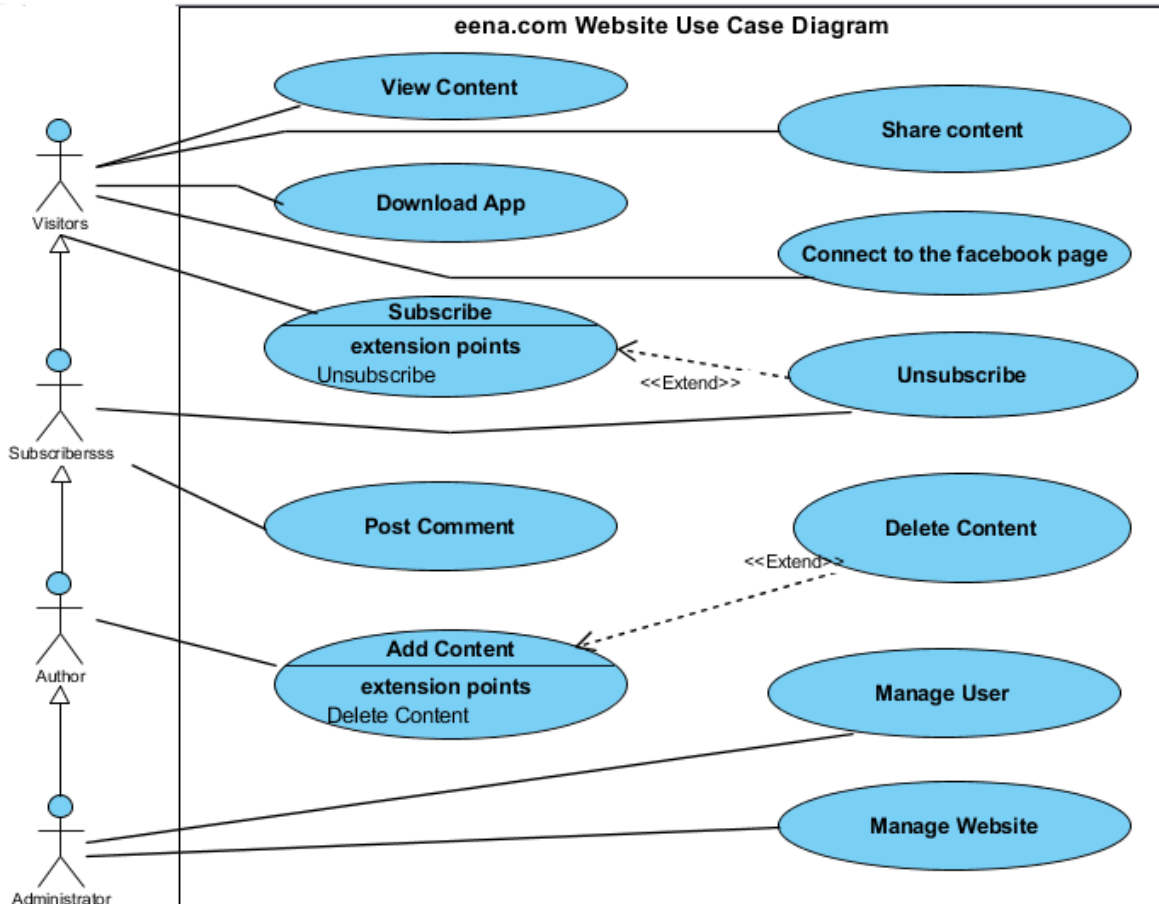 eena.com Website Use Case Diagram
View Content
Share content
Visitors
Download App
Connect to the facebook page
Subscribe
extension points
Unsubscribe
<<Extend>>
Unsubscribe
Subscribersss
Post Comment
Delete Content
<<Extend>>
Author
Add Content
extension points
Delete Content
Manage User
Manage Website
Administrator